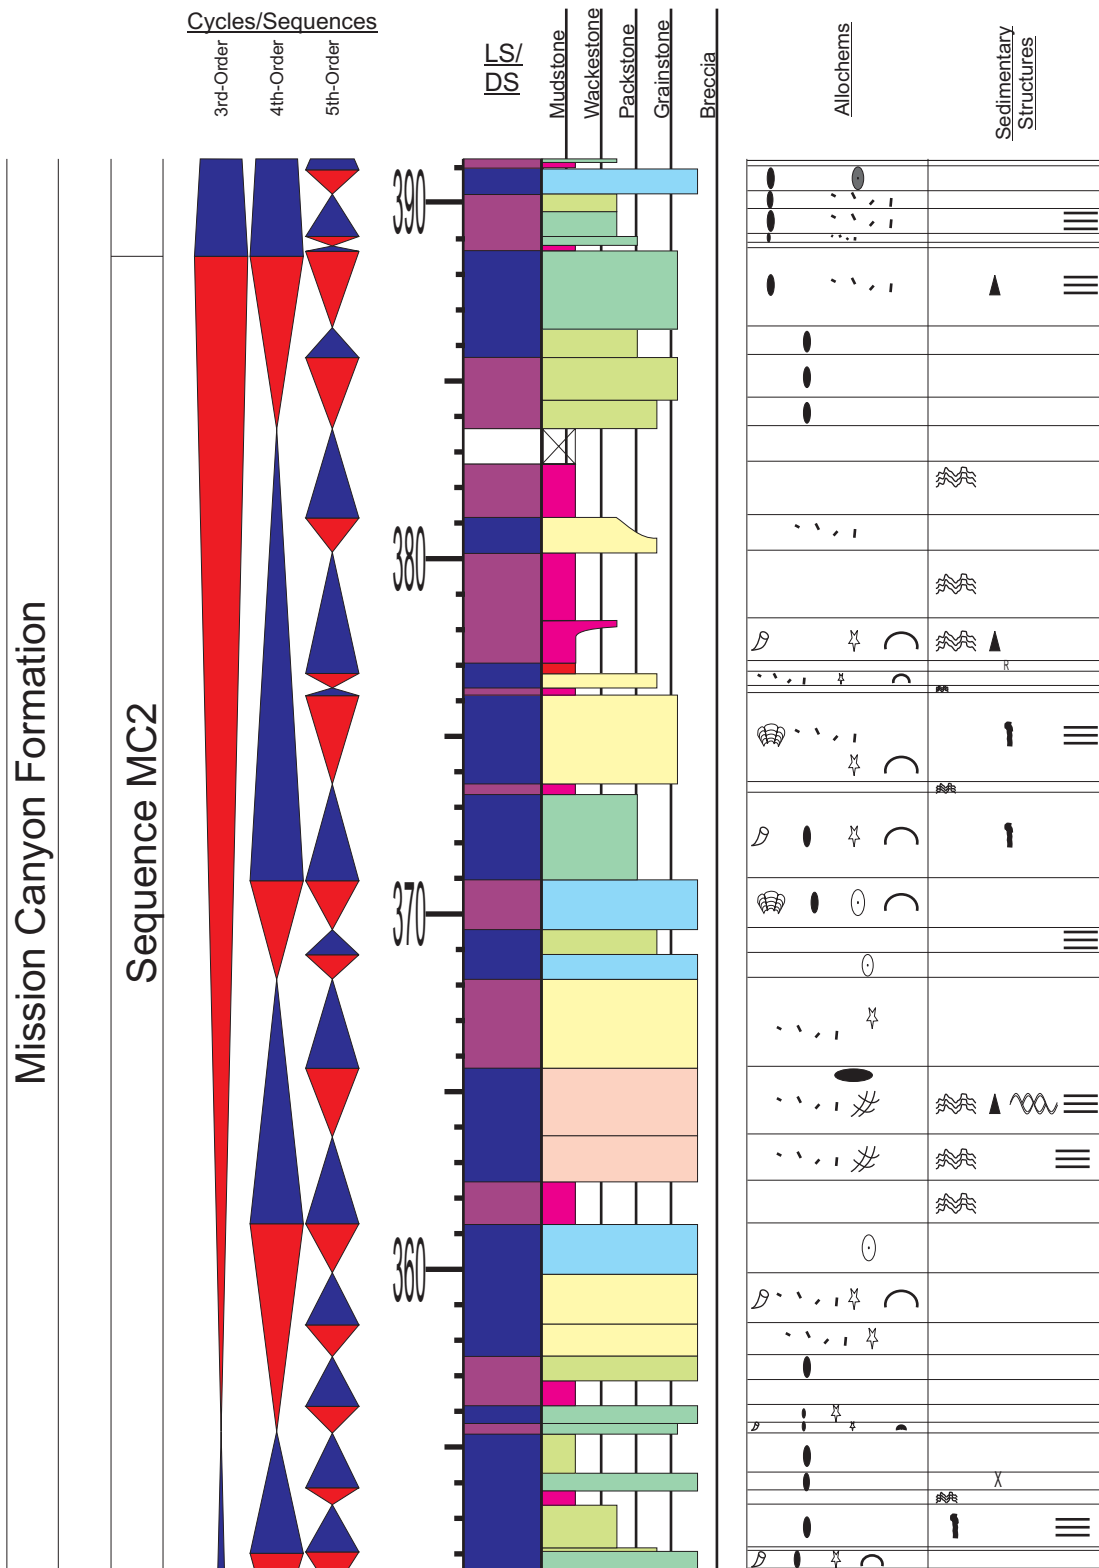 Cycles/Sequences
3rd-Order
4th-Order
5th-Order
LS/
DS
Mudstone
Wackestone
Packstone
Grainstone
Breccia
Allochems
Sedimentary
Structures
Mission Canyon Formation
Sequence MC2
390
380
R
370
360
X